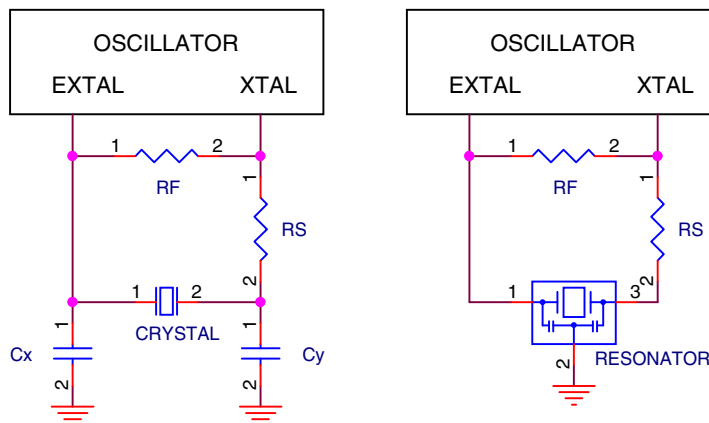 OSCILLATOR
EXTAL XTAL
1 2
RF
1
RS
2
1 2
CRYSTAL
1
Cx
2
1
Cy
2
OSCILLATOR
EXTAL XTAL
1 2
RF
1
RS
2
1 3
RESONATOR
2